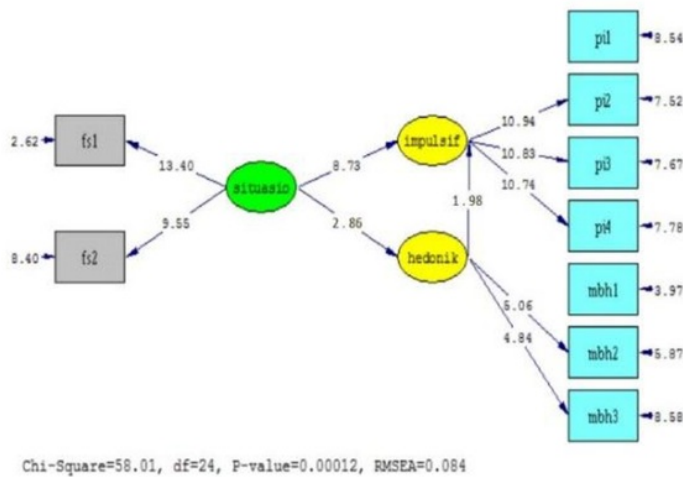 pi1
8.54
pi2
7.52
2.62
fs1
10.94
impulsif
13.40
8.73
10.83
pi3
7.67
situasio
10.74
1.98
pi4
7.78
9.55
2.86
8.40
fs2
hedonik
mbh1
3.97
5.06
4.84
mbh2
5.87
mbh3
8.58
Chi-Square=58.01, df=24, P-value=0.00012, RMSEA=0.084